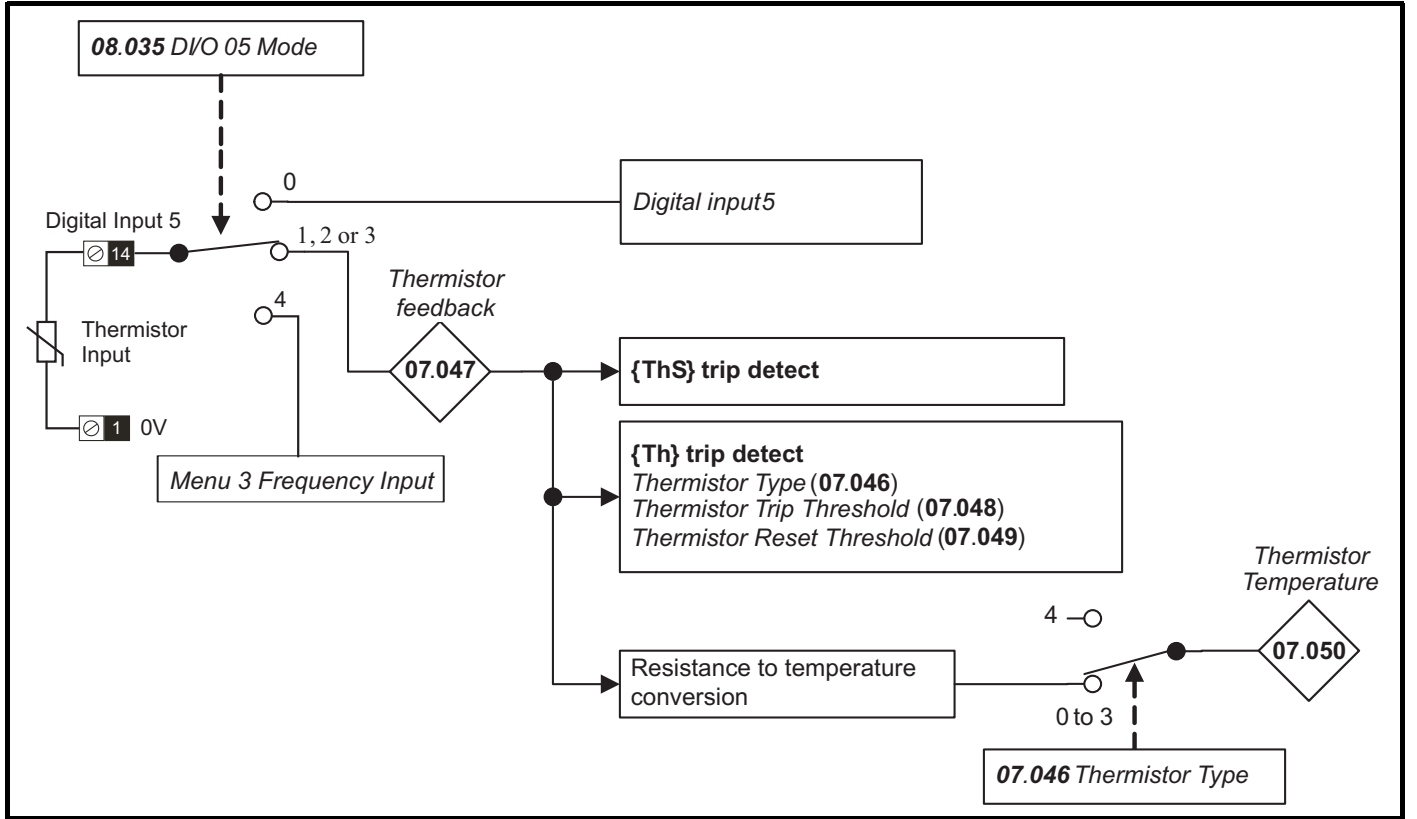 08.035 DI/O 05 Mode
0
Digital input5
Digital Input 5
14
1, 2 or 3
4
Thermistor
Input
1 0V
Menu 3 Frequency Input
Thermistor
feedback
07.047
{ThS} trip detect
{Th} trip detect
Thermistor Type (07.046)
Thermistor Trip Threshold (07.048)
Thermistor Reset Threshold (07.049)
Resistance to temperature
conversion
4
0 to 3
Thermistor
Temperature
07.050
07.046 Thermistor Type